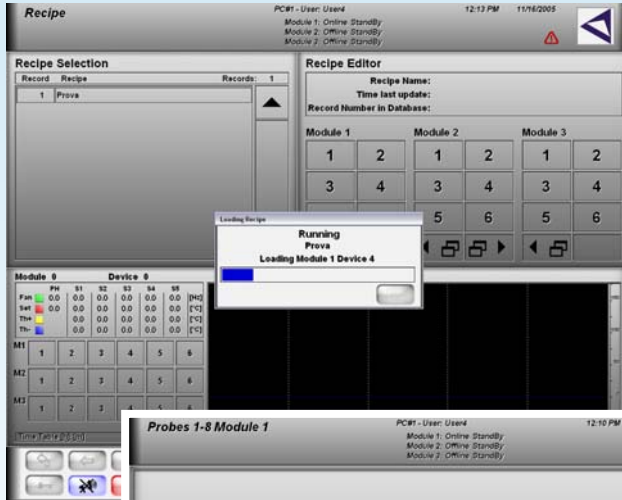 Recipe
PC#1 - User: User4
12:13 PM
11/16/2005
Module 1: Online StandBy
Module 2: Offline StandBy
Module 3: Offline StandBy
Recipe Selection
Record Recipe Records: 1
1 Prova
Recipe Editor
Recipe Name:
Time last update:
Record Number in Database:
Module 1 Module 2 Module 3
1 2 1 2 1 2
3 4 3 4 3 4
5 6 5 6
Loading Recipe
Running
Prova
Loading Module 1 Device 4
Module 0 Device 0
PH S1 S2 S3 S4 S5
Fan 0.0 0.0 0.0 0.0 0.0 0.0 [Hz]
Set 0.0 0.0 0.0 0.0 0.0 0.0 [°C]
Th+ 0.0 0.0 0.0 0.0 0.0 [°C]
Th- 0.0 0.0 0.0 0.0 0.0 [°C]
M1 1 2 3 4 5 6
M2 1 2 3 4 5 6
M3 1 2 3 4 5 6
Probes 1-8 Module 1
PC#1 - User: User4
12:10 PM
Module 1: Online StandBy
Module 2: Offline StandBy
Module 3: Offline StandBy